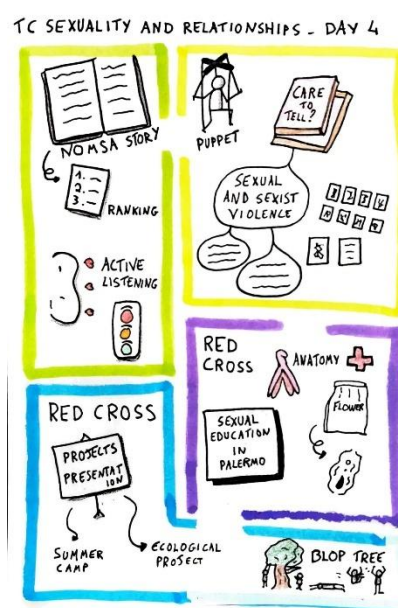 TC SEXUALITY AND RELATIONSHIPS - DAY 4
NOMSA STORY
1. —
2. —
3. —
RANKING
ACTIVE
LISTENING
PUPPET
CARE
TO
TELL?
SEXUAL
AND SEXIST
VIOLENCE
RED
CROSS
ANATOMY
FLOWER
SEXUAL
EDUCATION
IN
PALERMO
RED CROSS
PROJECTS
PRESENTAT
ION
SUMMER
CAMP
ECOLOGICAL
PROJECT
BLOP TREE